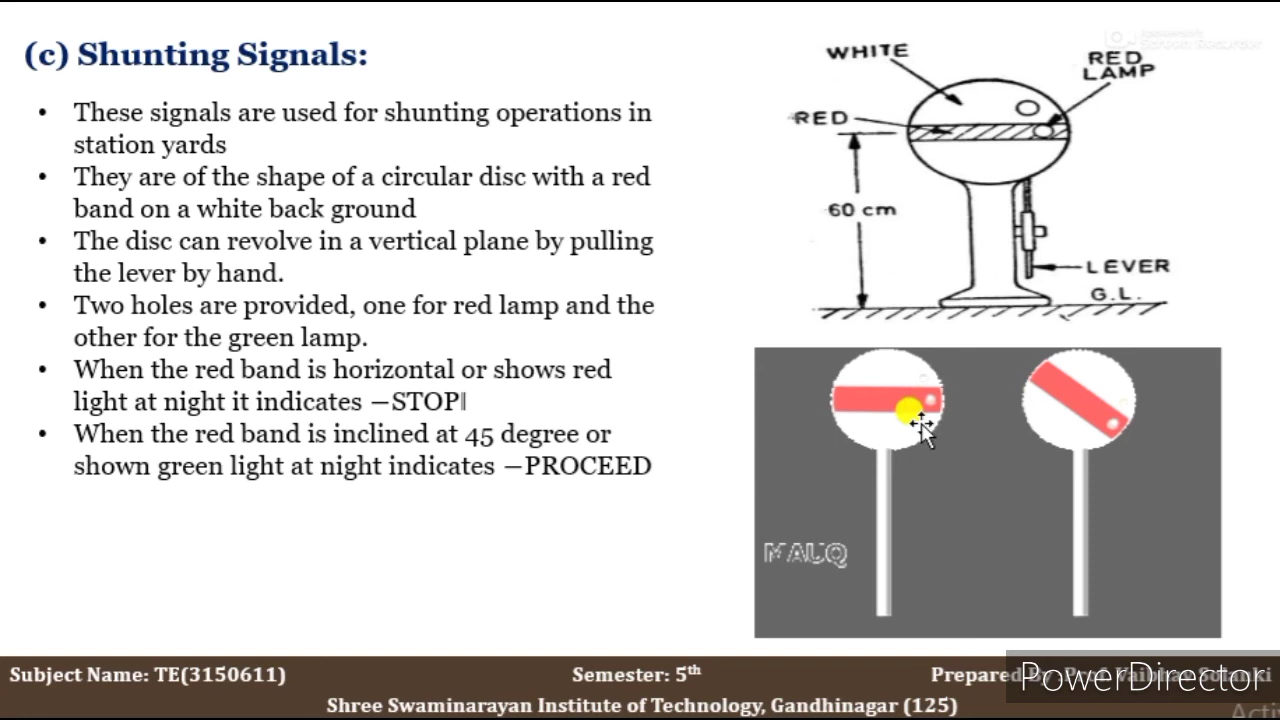 (c) Shunting Signals:
• These signals are used for shunting operations in
station yards
• They are of the shape of a circular disc with a red
band on a white back ground
• The disc can revolve in a vertical plane by pulling
the lever by hand.
• Two holes are provided, one for red lamp and the
other for the green lamp.
• When the red band is horizontal or shows red
light at night it indicates —STOP‖
• When the red band is inclined at 45 degree or
shown green light at night indicates —PROCEED
WHITE
RED
LAMP
RED
60 cm
LEVER
G.L.
MAUQ
Subject Name: TE(3150611)
Semester: 5th
Prepared By: Prof. Vaibhav Solanki
PowerDirector
Shree Swaminarayan Institute of Technology, Gandhinagar (125)